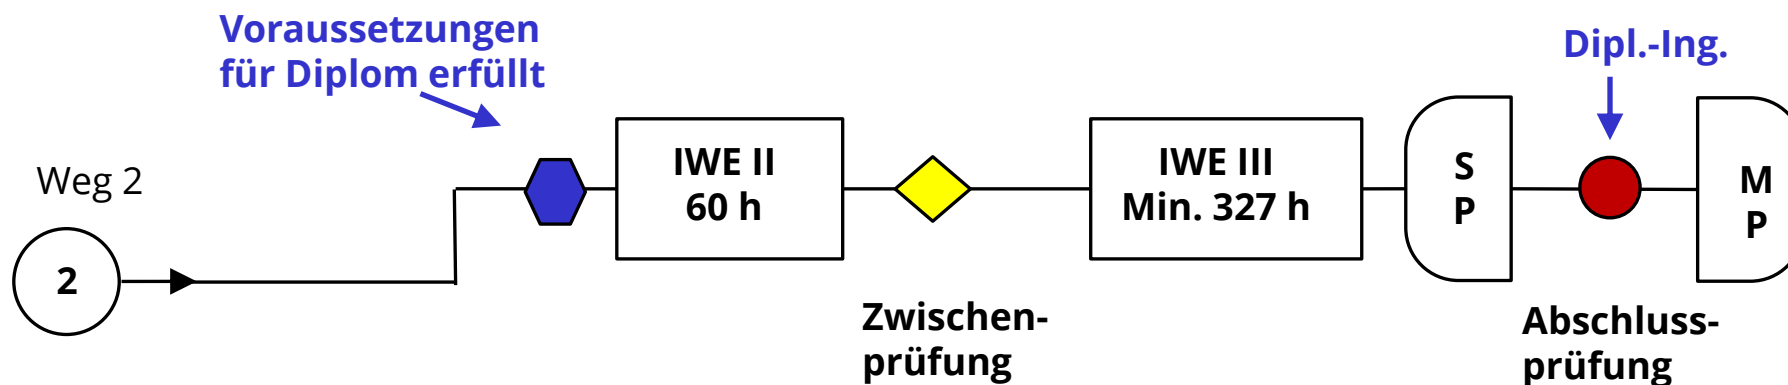 Voraussetzungen
für Diplom erfüllt
Dipl.-Ing.
Weg 2
2
IWE II
60 h
IWE III
Min. 327 h
S
P
M
P
Zwischen-
prüfung
Abschluss-
prüfung